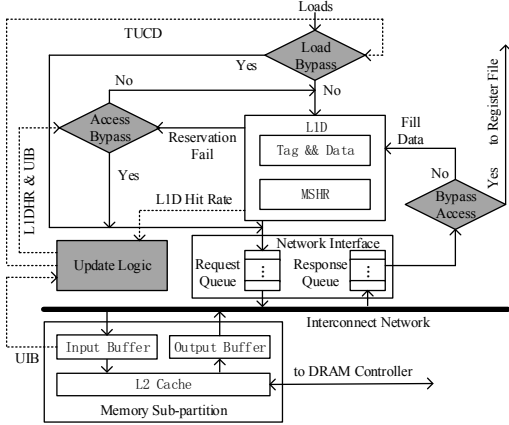 Loads
TUCD
Load
Bypass
Yes
No
No
to Register File
Access
Bypass
Reservation
Fail
L1D
Tag && Data
MSHR
Fill
Data
No
Yes
Bypass
Access
Yes
L1DHR & UIB
L1D Hit Rate
Update Logic
Network Interface
Request
Queue
Response
Queue
Interconnect Network
UIB
Input Buffer
Output Buffer
L2 Cache
to DRAM Controller
Memory Sub-partition